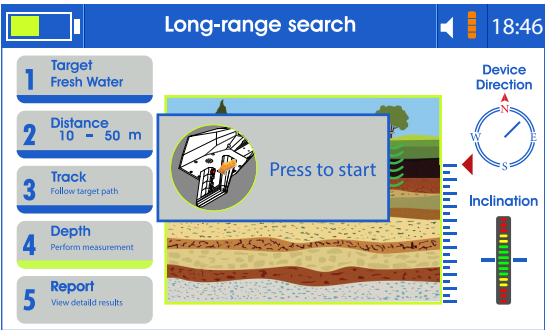 Long-range search
18:46
1
Target
Fresh Water
2
Distance
10 - 50 m
3
Track
Follow target path
4
Depth
Perform measurement
5
Report
View detaild results
Press to start
Device
Direction
N
W
E
S
Inclination